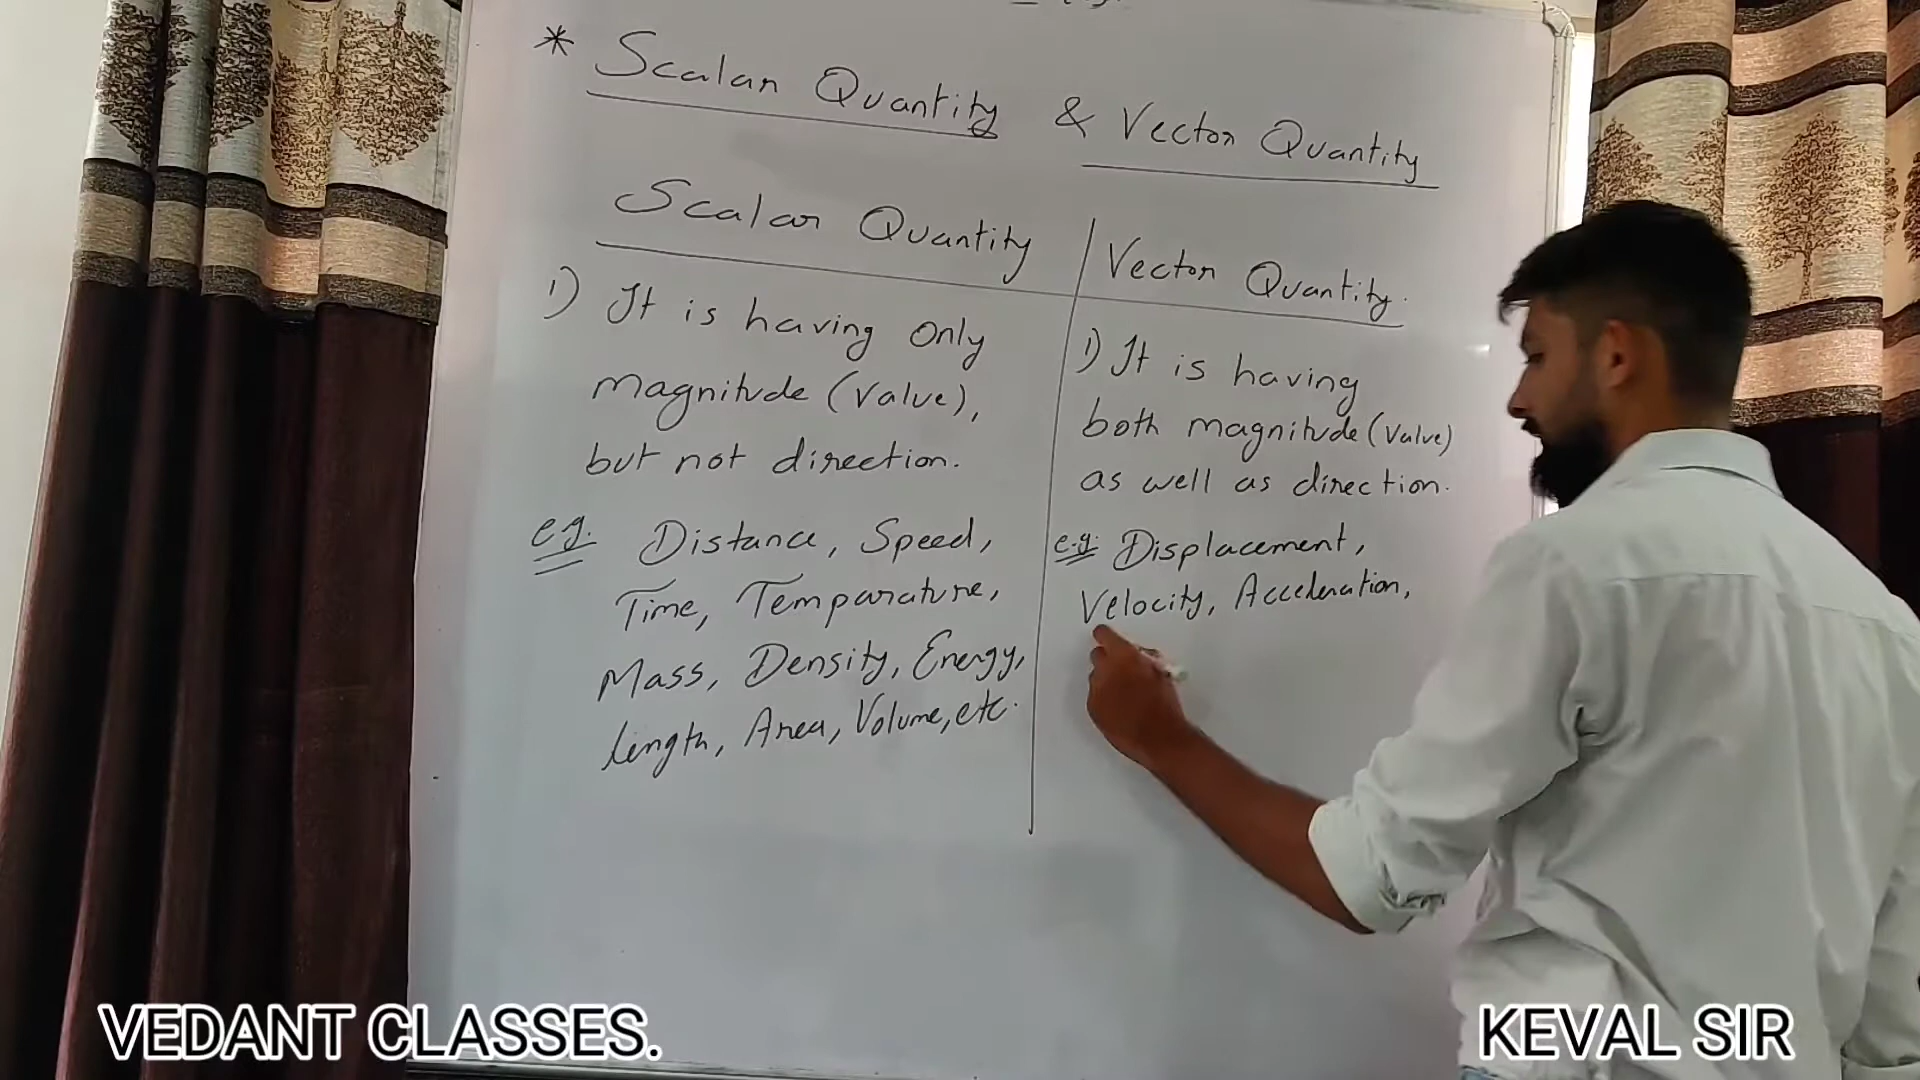 * Scalar Quantity & Vector Quantity
Scalar Quantity
1) It is having only
magnitude (value),
but not direction.
e.g. Distance, Speed,
Time, Temparature,
Mass, Density, Energy,
length, Area, Volume, etc.
Vector Quantity.
1) It is having
both magnitude (value)
as well as direction.
e.g. Displacement,
Velocity, Acceleration,
VEDANT CLASSES.
KEVAL SIR